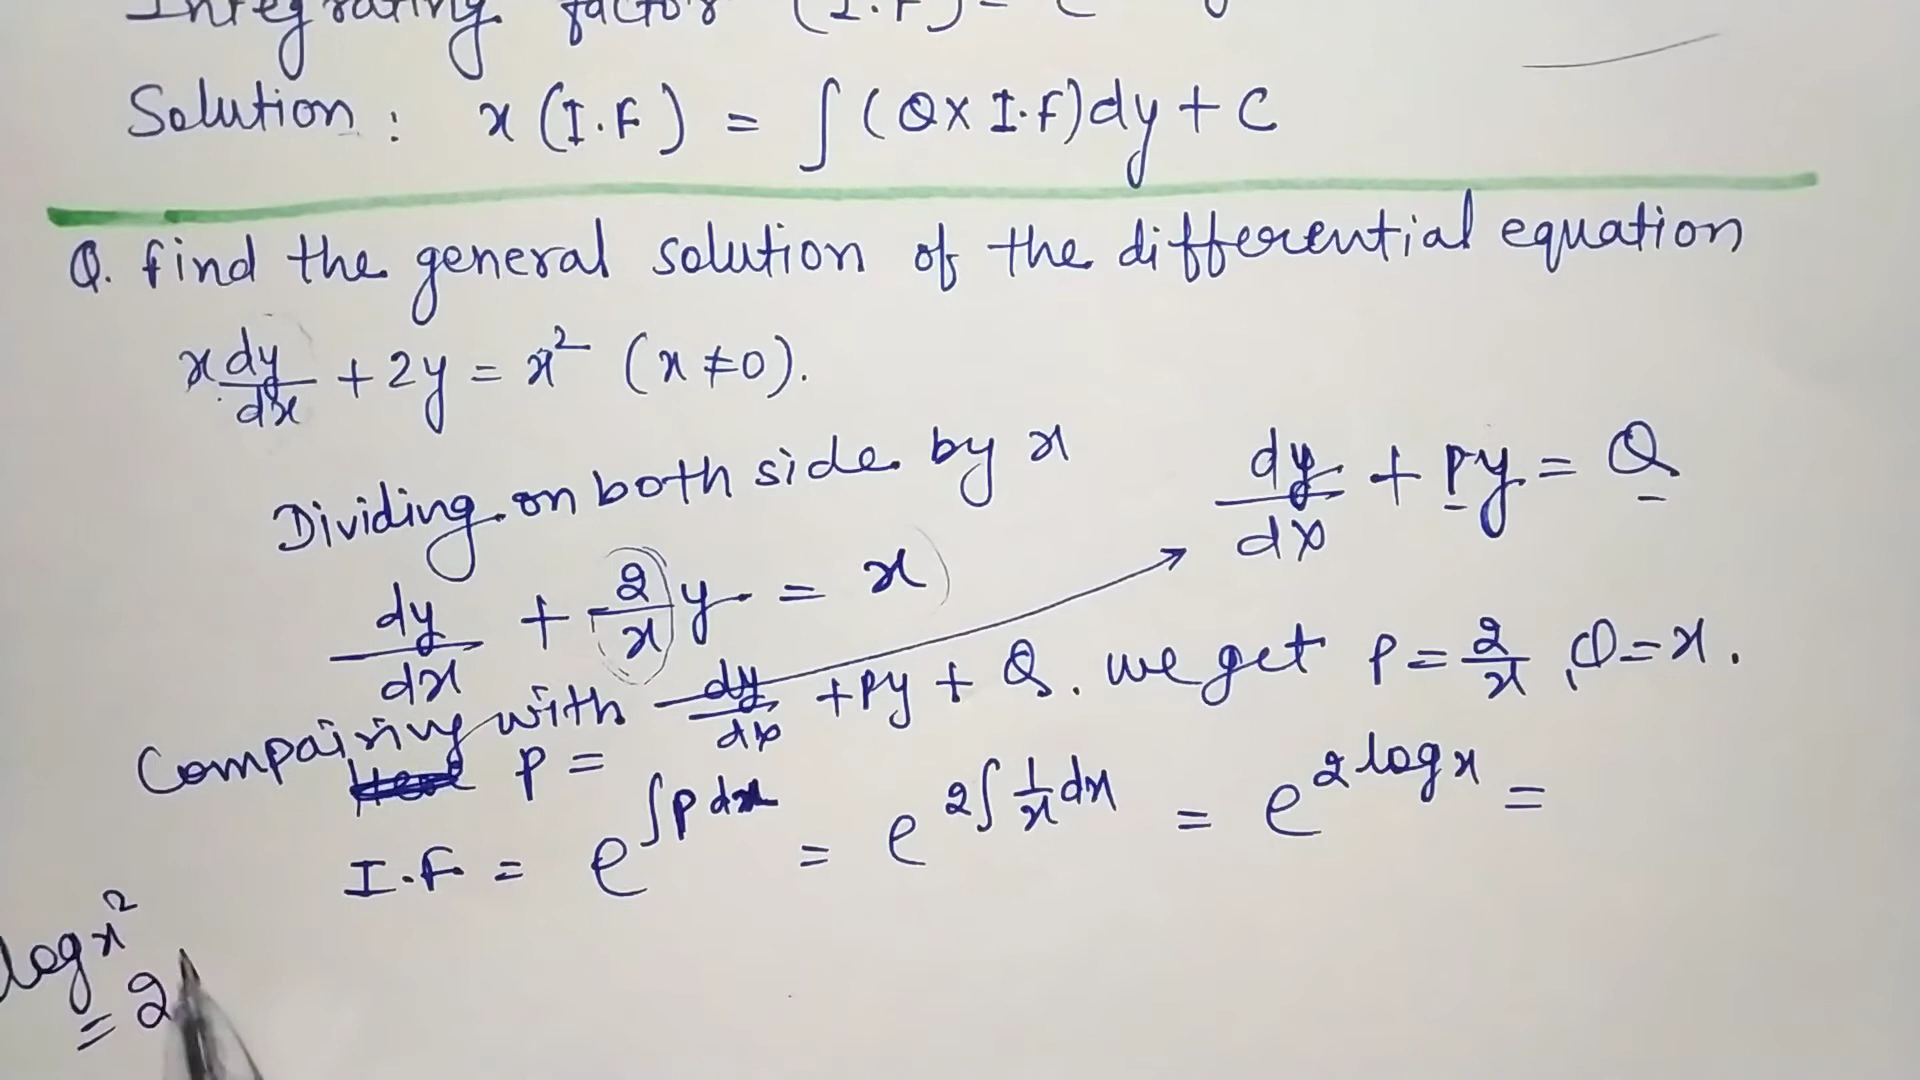 Integrating factor (I.F) = e
Solution : x (I.F) = ∫(Q×I.F)dy + C
Q. find the general solution of the differential equation
x dy/dx + 2y = x² (x ≠ 0).
Dividing on both side by x
dy/dx + Py = Q
dy/dx + 2/x y = x
Compairing with dy/dx + Py + Q. we get P = 2/x, Q = x.
P =
I.F = e^∫P dx = e^2∫1/x dx = e^2 log x =
log x²
= 2